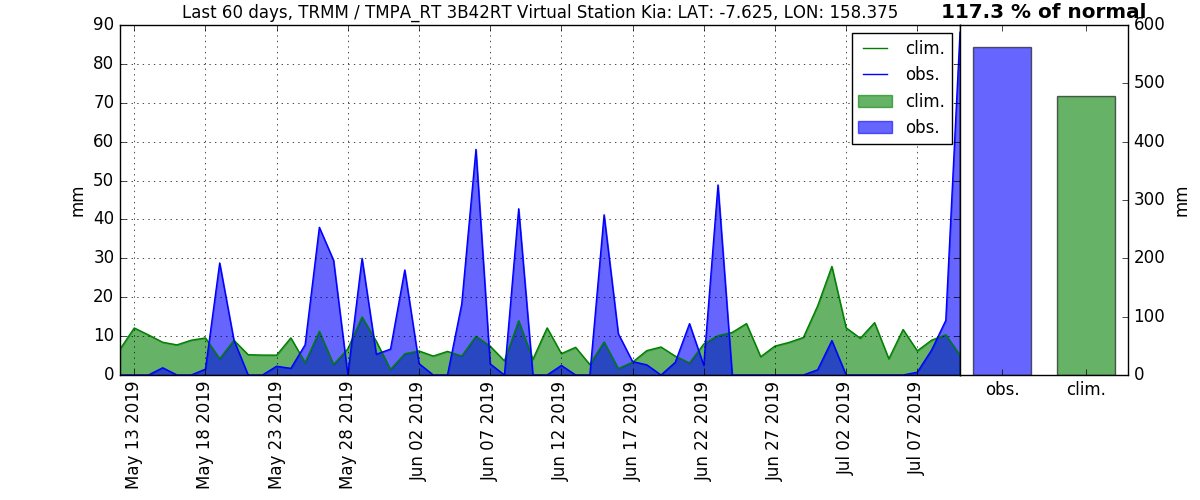 Last 60 days, TRMM / TMPA_RT 3B42RT Virtual Station Kia: LAT: -7.625, LON: 158.375
117.3 % of normal
90
80
70
60
50
40
30
20
10
0
mm
clim.
obs.
clim.
obs.
May 13 2019
May 18 2019
May 23 2019
May 28 2019
Jun 02 2019
Jun 07 2019
Jun 12 2019
Jun 17 2019
Jun 22 2019
Jun 27 2019
Jul 02 2019
Jul 07 2019
600
500
400
300
200
100
0
mm
obs.
clim.